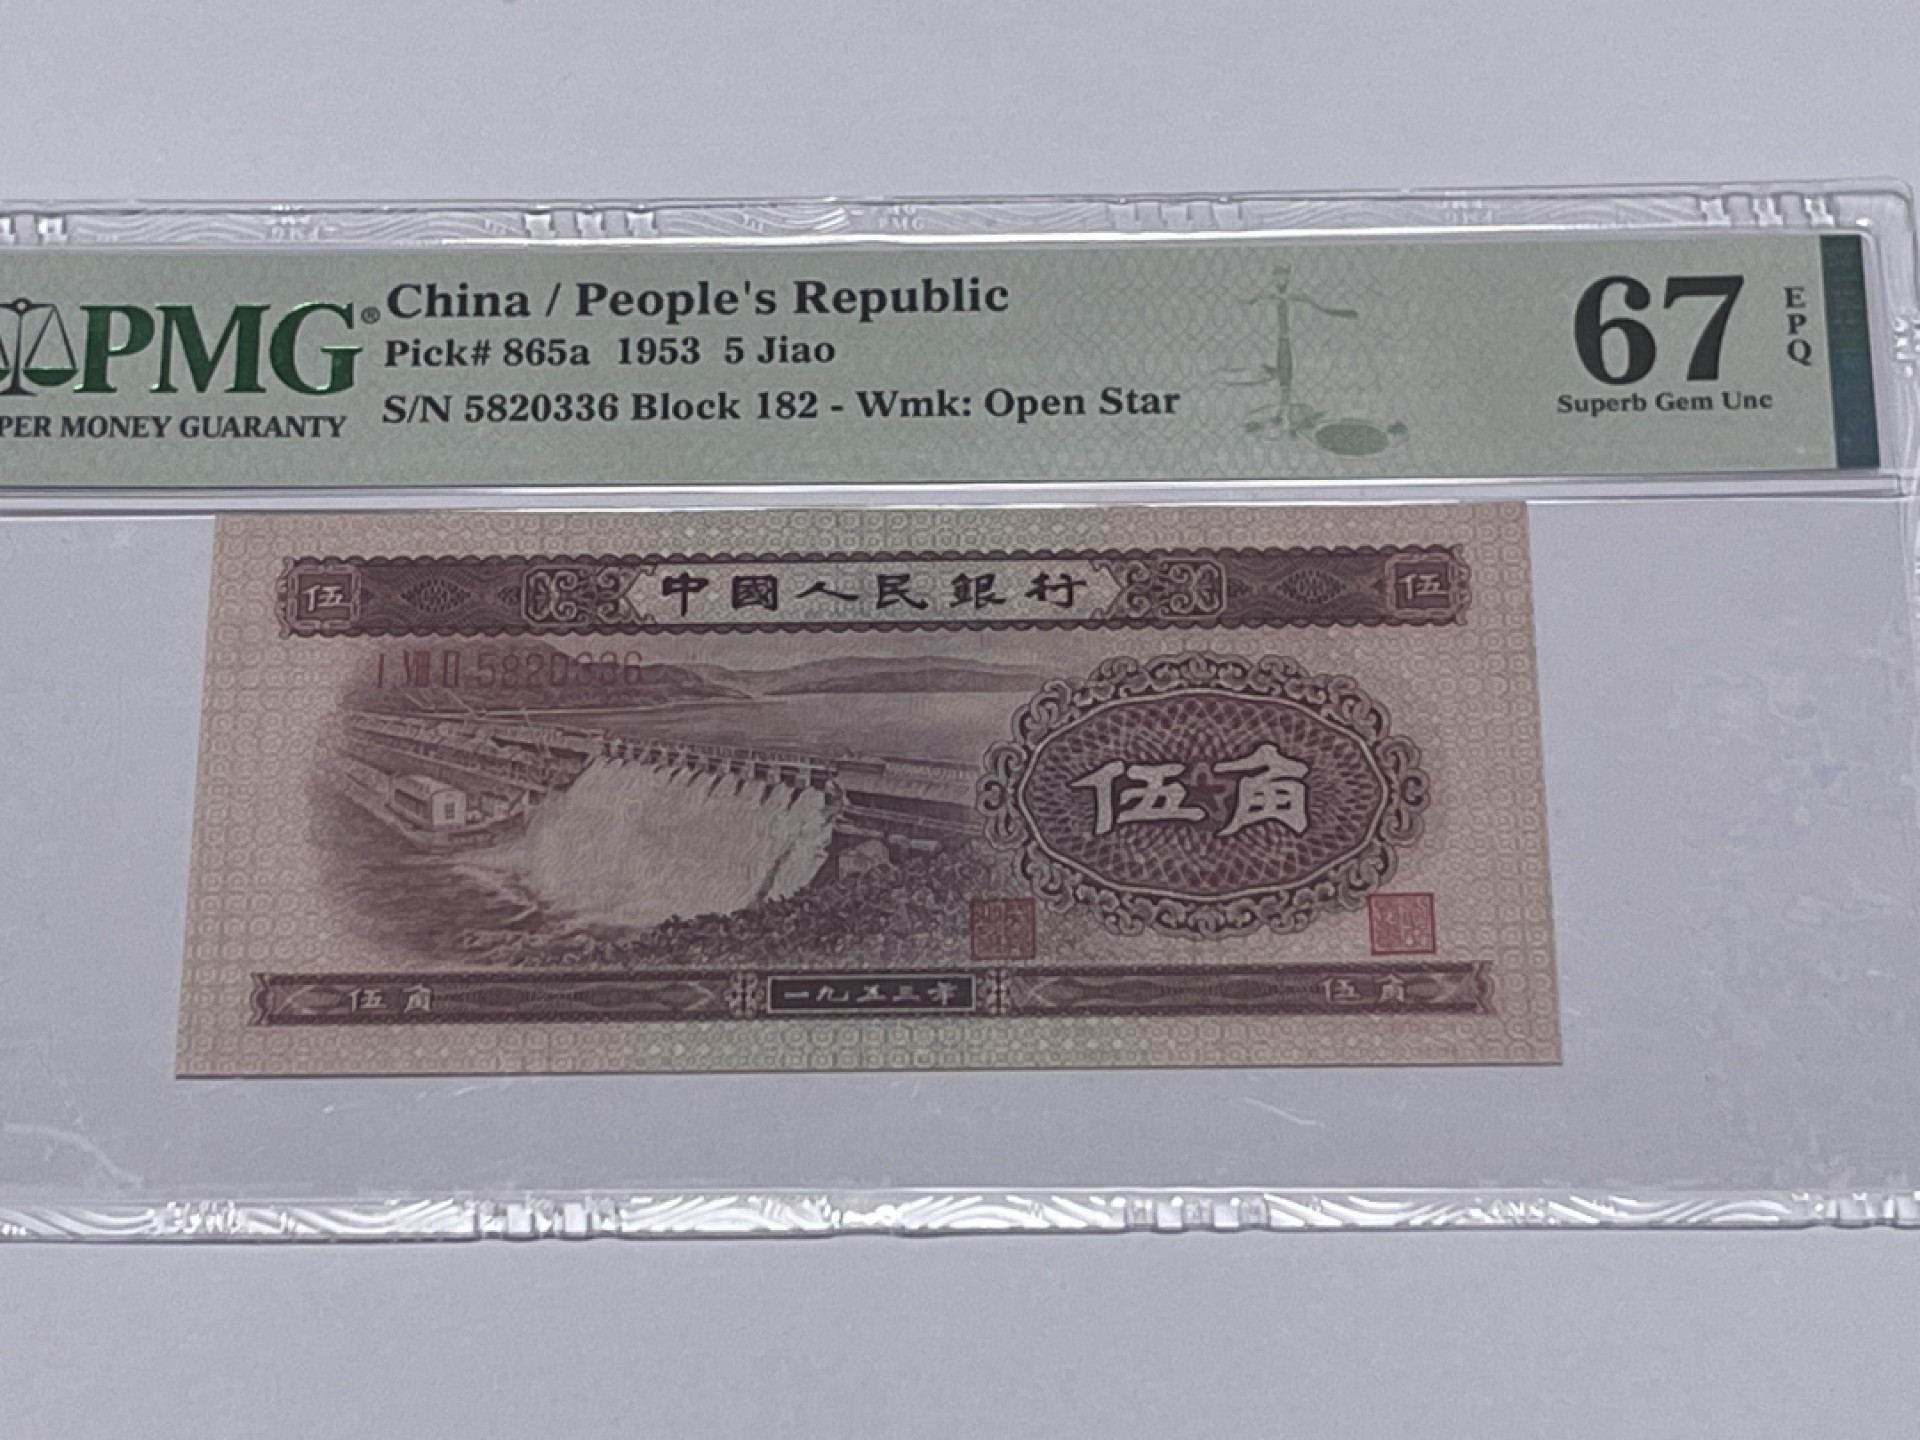 China / People's Republic
PMG®
Pick# 865a 1953 5 Jiao
S/N 5820336 Block 182 - Wmk: Open Star
PER MONEY GUARANTY
67
EPQ
Superb Gem Unc
伍 中國人民銀行 伍
I VIII II 5820336
伍角
伍角 一九五三年 伍角